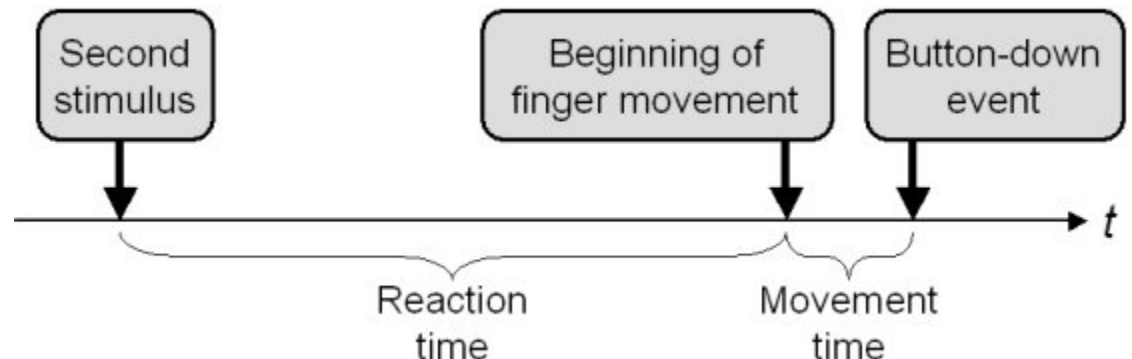 Second
stimulus
Beginning of
finger movement
Button-down
event
t
Reaction
time
Movement
time